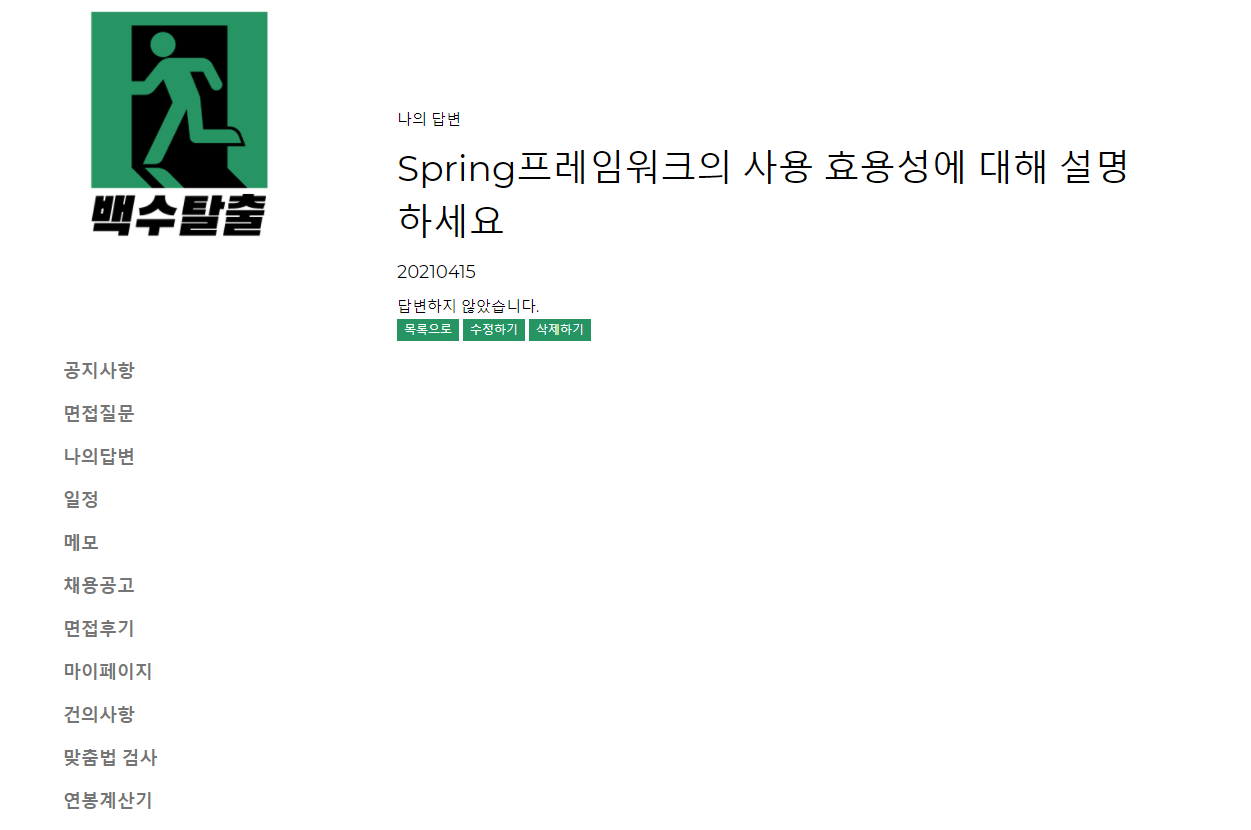 백수탈출
공지사항
면접질문
나의답변
일정
메모
채용공고
면접후기
마이페이지
건의사항
맞춤법 검사
연봉계산기
나의 답변
Spring프레임워크의 사용 효용성에 대해 설명
하세요
20210415
답변하지 않았습니다.
목록으로 수정하기 삭제하기